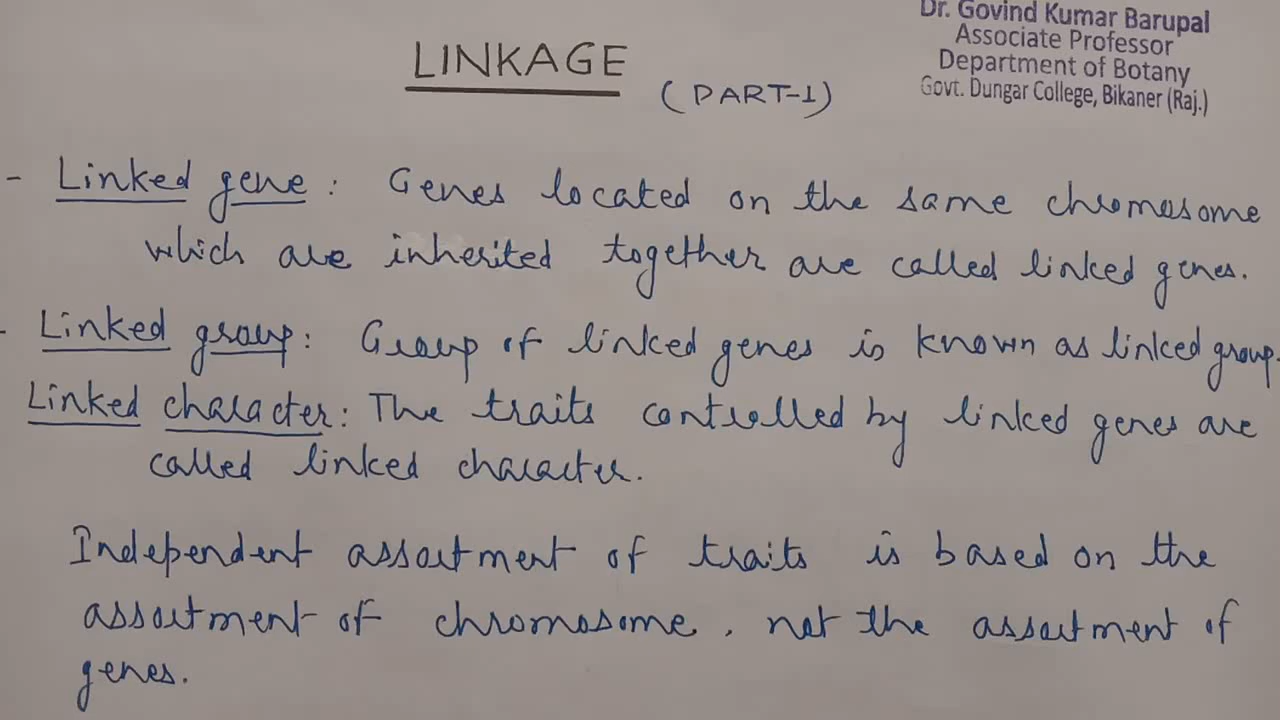 Dr. Govind Kumar Barupal
Associate Professor
Department of Botany
Govt. Dungar College, Bikaner (Raj.)
LINKAGE
(PART-1)
- Linked gene: Genes located on the same chromosome
which are inherited together are called linked genes.
- Linked group: Group of linked genes is known as linked group.
Linked character: The traits controlled by linked genes are
called linked character.
Independent assortment of traits is based on the
assortment of chromosome, not the assortment of
genes.